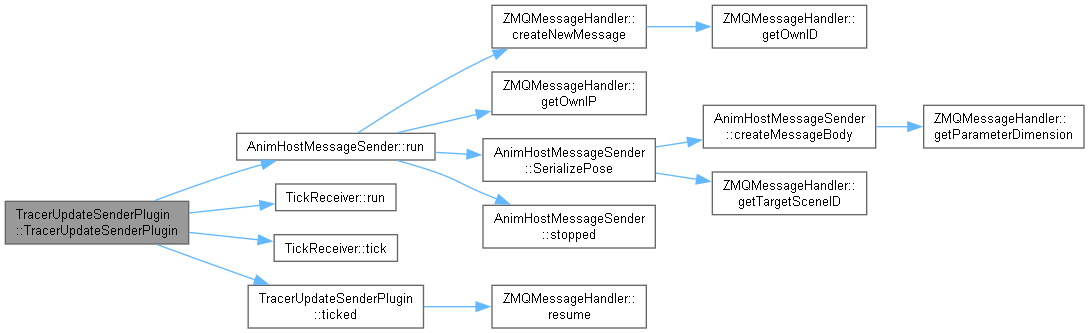 TracerUpdateSenderPlugin
::TracerUpdateSenderPlugin
AnimHostMessageSender::run
ZMQMessageHandler::
createNewMessage
ZMQMessageHandler::
getOwnID
ZMQMessageHandler::
getOwnIP
AnimHostMessageSender
::SerializePose
AnimHostMessageSender
::createMessageBody
ZMQMessageHandler::
getParameterDimension
ZMQMessageHandler::
getTargetSceneID
AnimHostMessageSender
::stopped
TickReceiver::run
TickReceiver::tick
TracerUpdateSenderPlugin
::ticked
ZMQMessageHandler::
resume